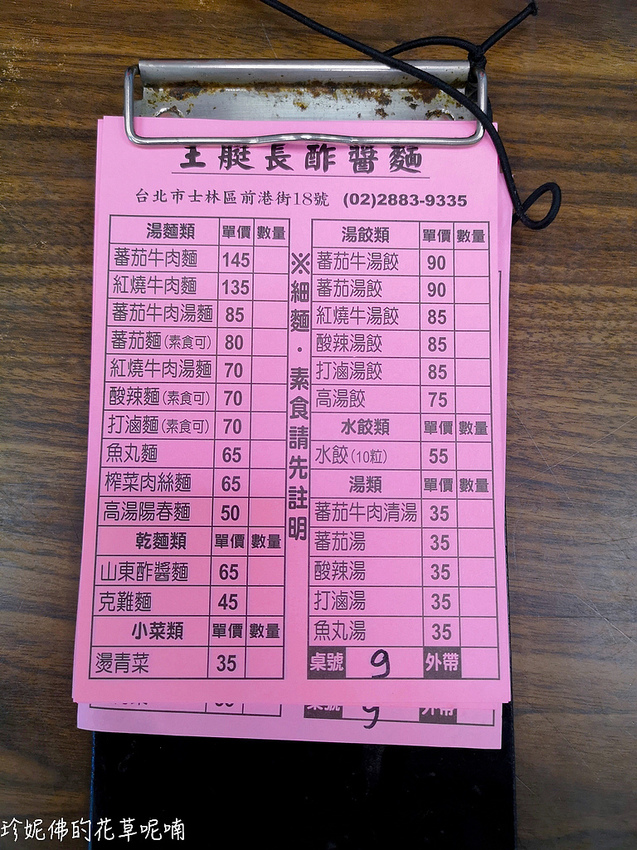 王艇長酢醬麵
台北市士林區前港街18號 (02)2883-9335
湯麵類 單價 數量
蕃茄牛肉麵 145
紅燒牛肉麵 135
蕃茄牛肉湯麵 85
蕃茄麵(素食可) 80
紅燒牛肉湯麵 70
酸辣麵(素食可) 70
打滷麵(素食可) 70
魚丸麵 65
榨菜肉絲麵 65
高湯陽春麵 50
乾麵類 單價 數量
山東酢醬麵 65
克難麵 45
小菜類 單價 數量
燙青菜 35
※細麵．素食請先註明
湯餃類 單價 數量
蕃茄牛湯餃 90
蕃茄湯餃 90
紅燒牛湯餃 85
酸辣湯餃 85
打滷湯餃 85
高湯餃 75
水餃類 單價 數量
水餃(10粒) 55
湯類 單價 數量
蕃茄牛肉清湯 35
蕃茄湯 35
酸辣湯 35
打滷湯 35
魚丸湯 35
桌號 9 外帶
桌號 9 外帶
珍妮佛的花草呢喃